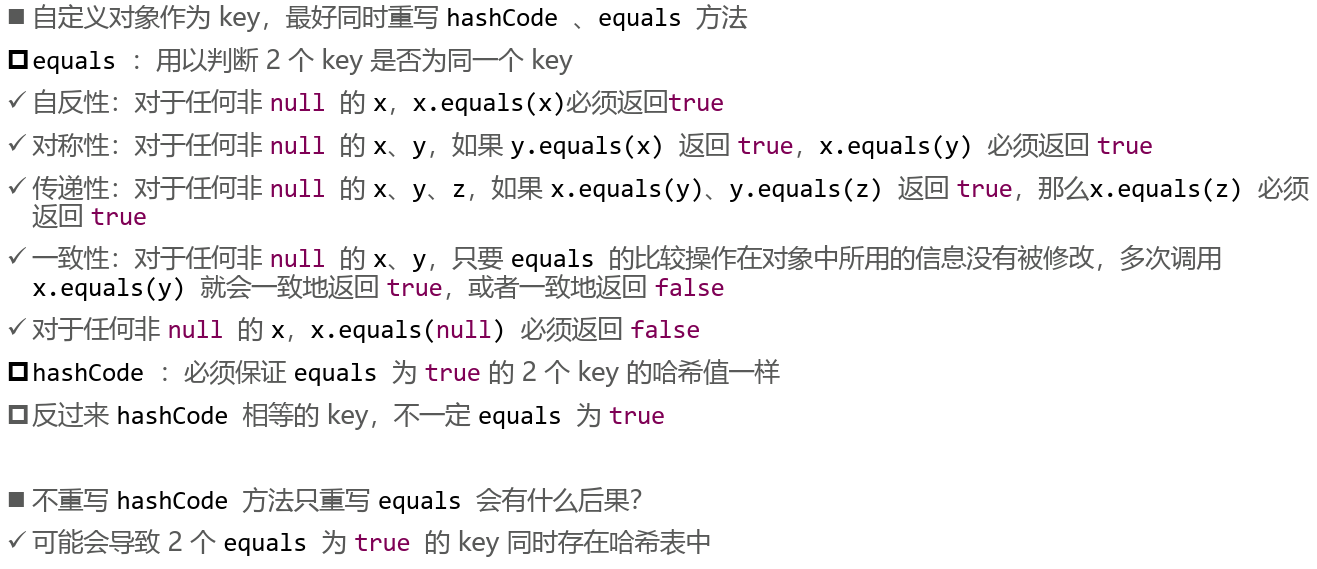 ■ 自定义对象作为 key，最好同时重写 hashCode 、equals 方法
equals ：用以判断 2 个 key 是否为同一个 key
✓ 自反性：对于任何非 null 的 x，x.equals(x)必须返回true
✓ 对称性：对于任何非 null 的 x、y，如果 y.equals(x) 返回 true，x.equals(y) 必须返回 true
✓ 传递性：对于任何非 null 的 x、y、z，如果 x.equals(y)、y.equals(z) 返回 true，那么x.equals(z) 必须
返回 true
✓ 一致性：对于任何非 null 的 x、y，只要 equals 的比较操作在对象中所用的信息没有被修改，多次调用
x.equals(y) 就会一致地返回 true，或者一致地返回 false
✓ 对于任何非 null 的 x，x.equals(null) 必须返回 false
hashCode ：必须保证 equals 为 true 的 2 个 key 的哈希值一样
反过来 hashCode 相等的 key，不一定 equals 为 true
■ 不重写 hashCode 方法只重写 equals 会有什么后果？
✓ 可能会导致 2 个 equals 为 true 的 key 同时存在哈希表中